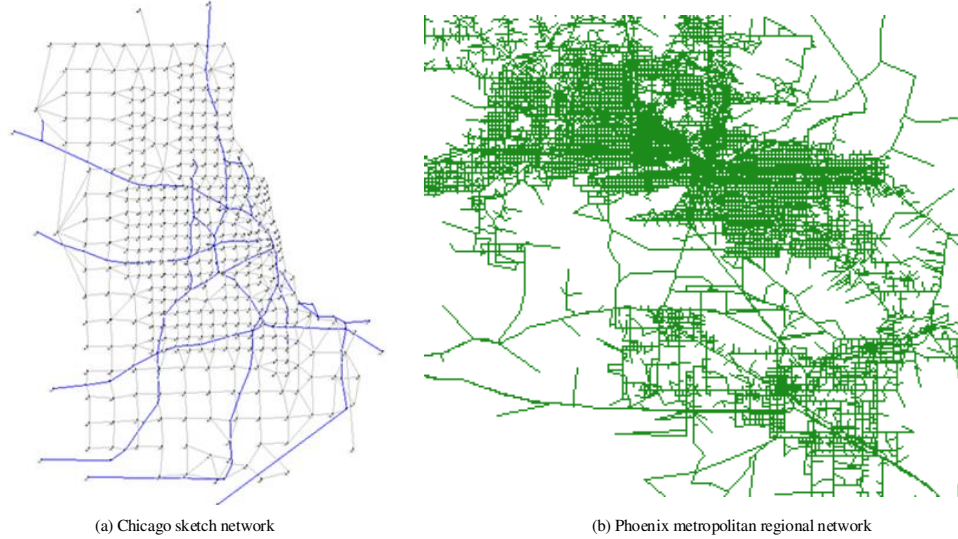 (a) Chicago sketch network
(b) Phoenix metropolitan regional network